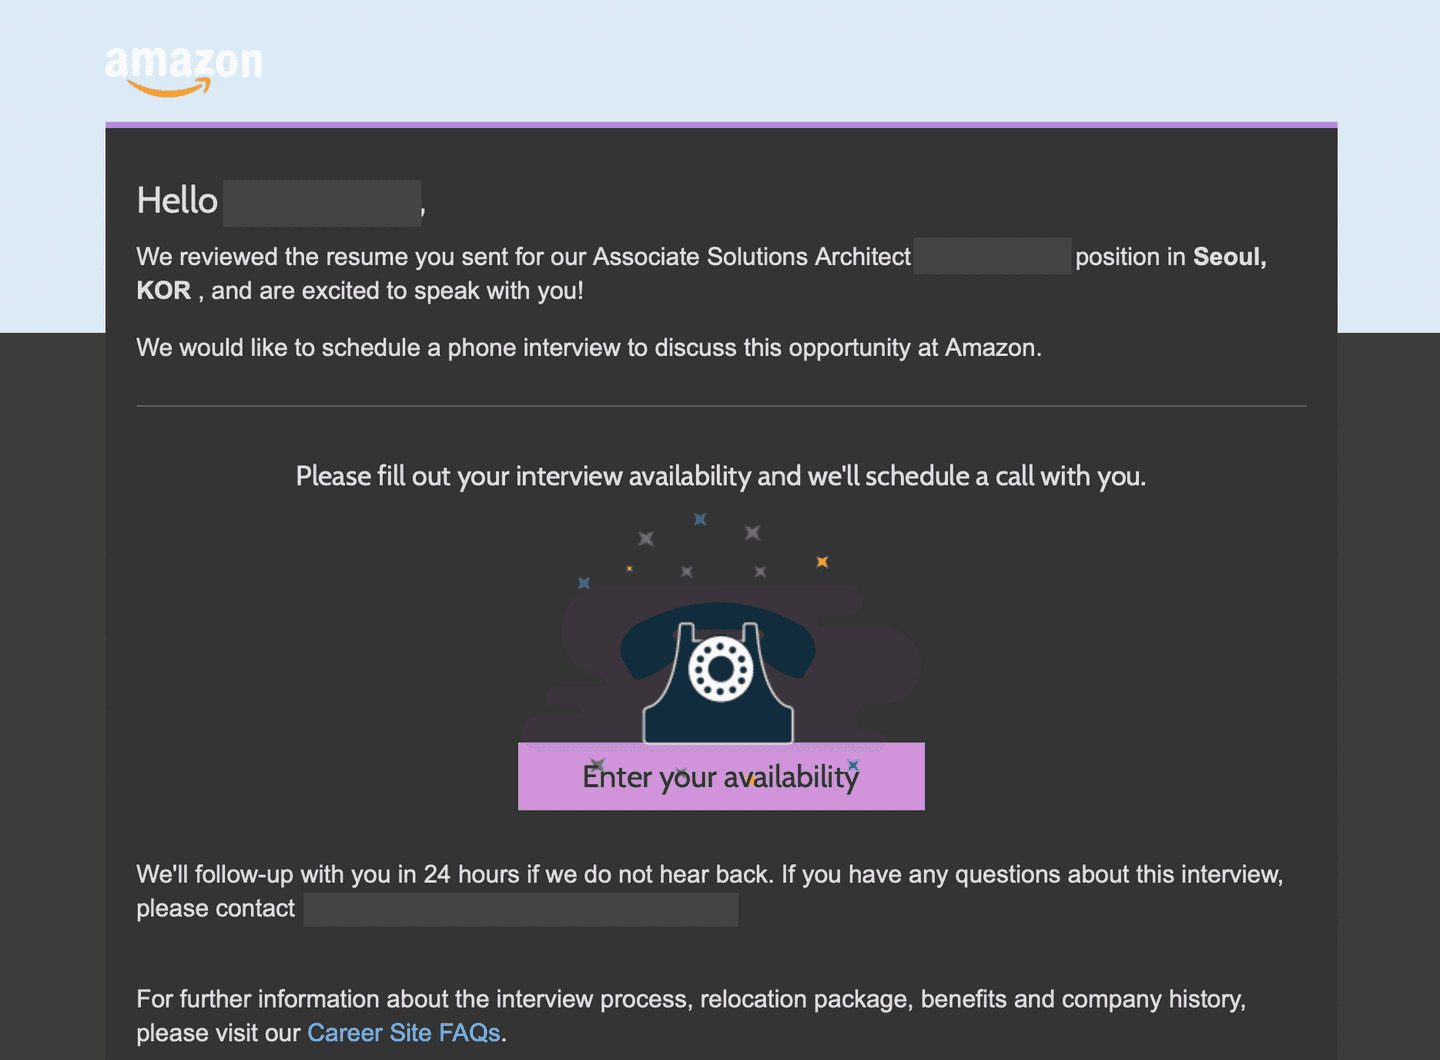 amazon
Hello ,
We reviewed the resume you sent for our Associate Solutions Architect position in Seoul,
KOR , and are excited to speak with you!
We would like to schedule a phone interview to discuss this opportunity at Amazon.
Please fill out your interview availability and we'll schedule a call with you.
Enter your availability
We'll follow-up with you in 24 hours if we do not hear back. If you have any questions about this interview,
please contact
For further information about the interview process, relocation package, benefits and company history,
please visit our Career Site FAQs.